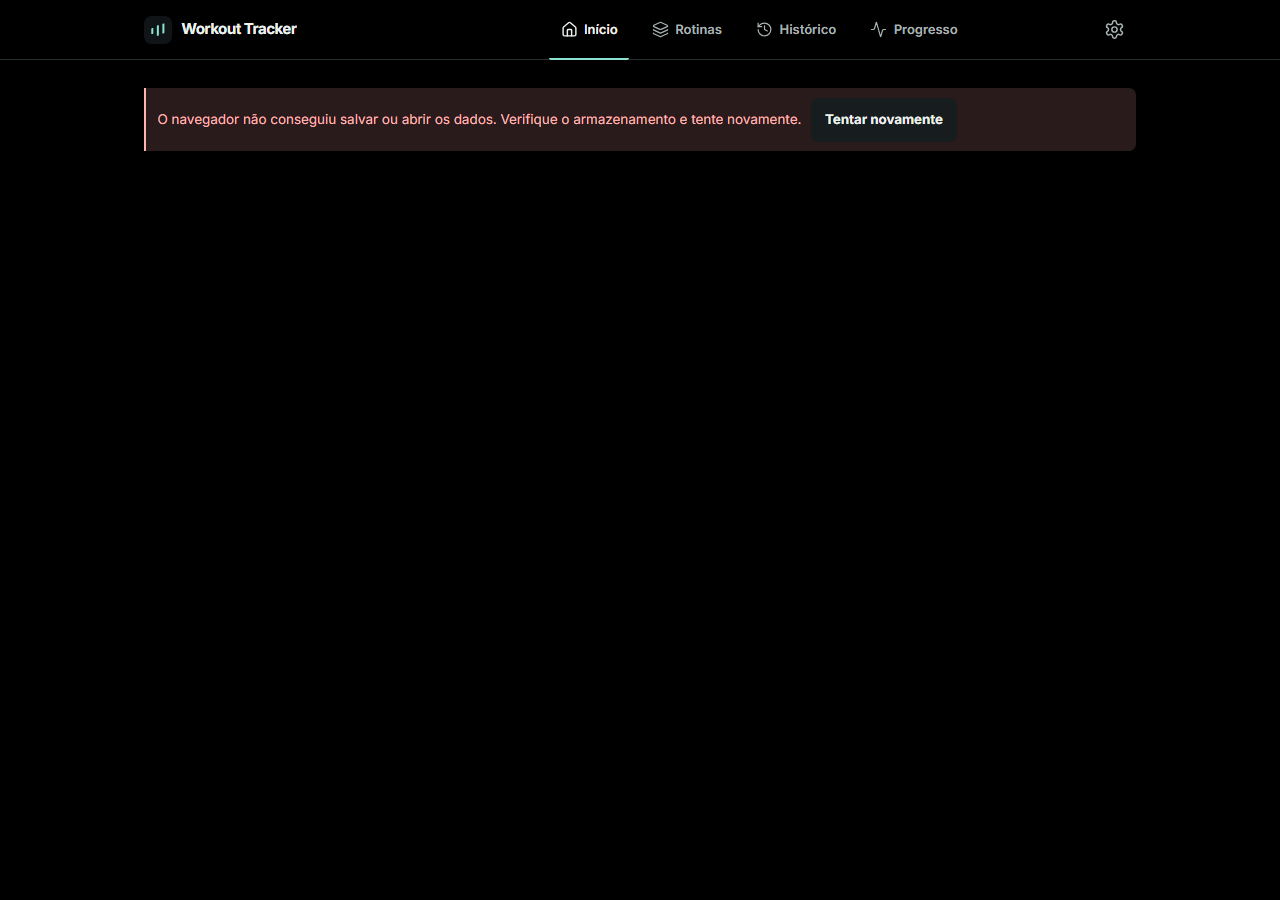 Workout Tracker
Início
Rotinas
Histórico
Progresso
O navegador não conseguiu salvar ou abrir os dados. Verifique o armazenamento e tente novamente.
Tentar novamente